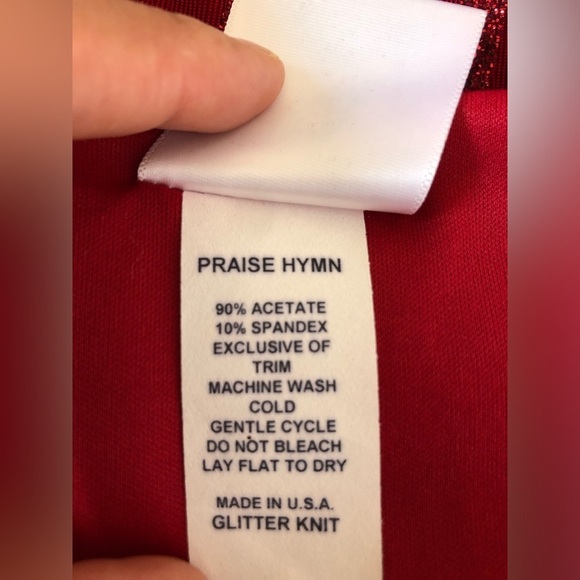 PRAISE HYMN
90% ACETATE
10% SPANDEX
EXCLUSIVE OF
TRIM
MACHINE WASH
COLD
GENTLE CYCLE
DO NOT BLEACH
LAY FLAT TO DRY
MADE IN U.S.A.
GLITTER KNIT